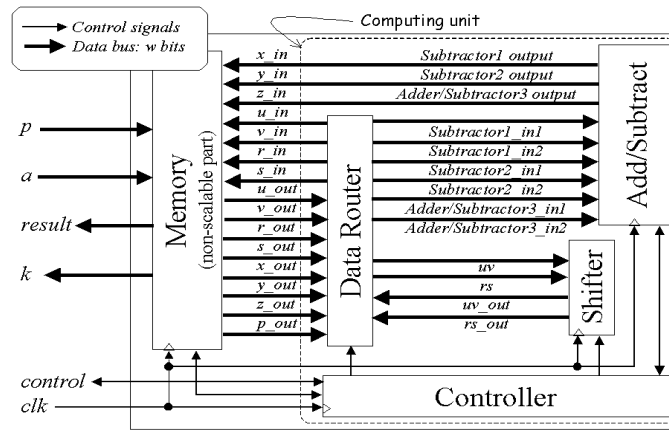 Control signals
Data bus: w bits
Computing unit
x_in
y_in
z_in
u_in
v_in
r_in
s_in
u_out
v_out
r_out
s_out
x_out
y_out
z_out
p_out
Subtractor1 output
Subtractor2 output
Adder/Subtractor3 output
Subtractor1_in1
Subtractor1_in2
Subtractor2_in1
Subtractor2_in2
Adder/Subtractor3_in1
Adder/Subtractor3_in2
uv
rs
uv_out
rs_out
p
a
result
k
control
clk
Memory
(non-scalable part)
Data Router
Add/Subtract
Shifter
Controller